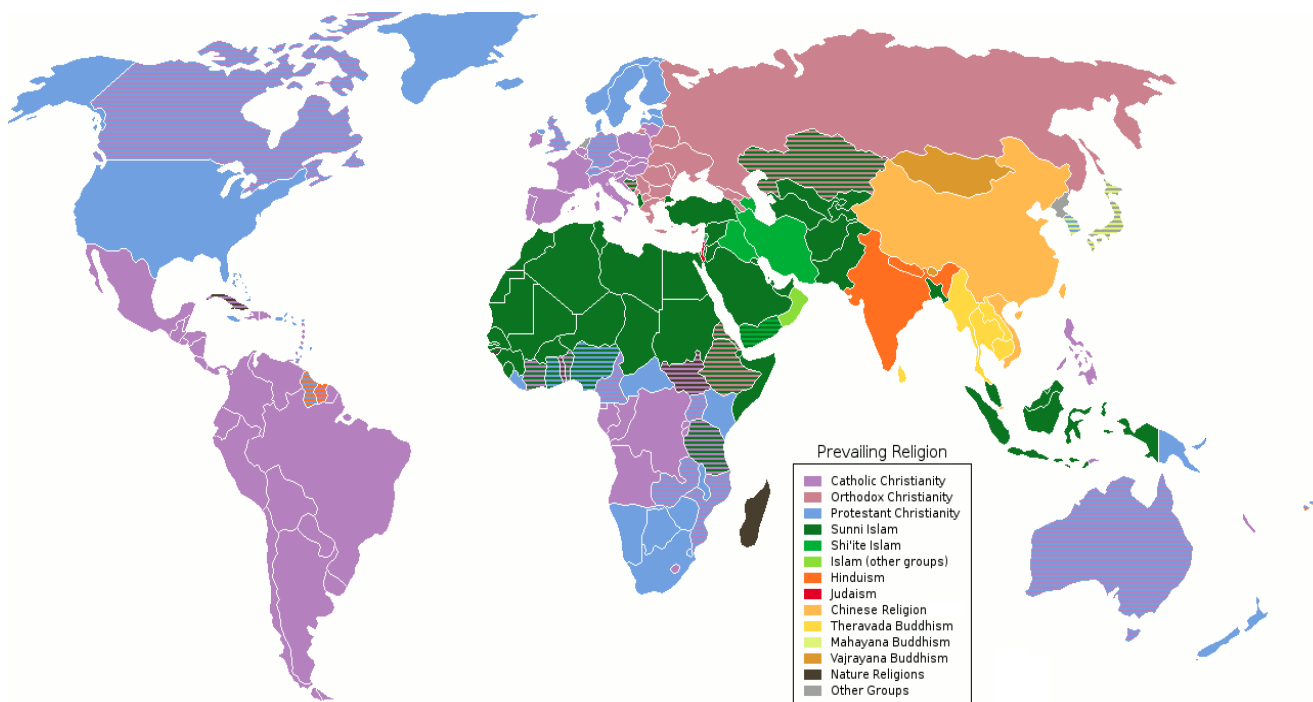 Prevailing Religion
Catholic Christianity
Orthodox Christianity
Protestant Christianity
Sunni Islam
Shi'ite Islam
Islam (other groups)
Hinduism
Judaism
Chinese Religion
Theravada Buddhism
Mahayana Buddhism
Vajrayana Buddhism
Nature Religions
Other Groups